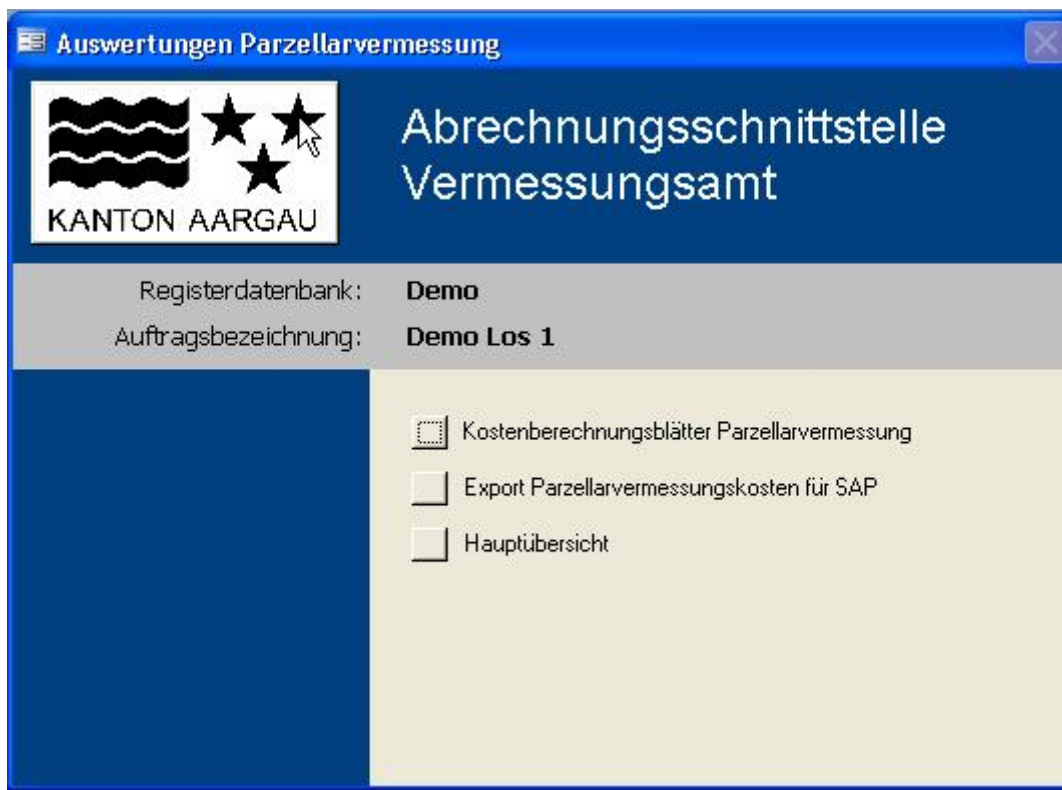 Auswertungen Parzellarvermessung
KANTON AARGAU
Abrechnungsschnittstelle
Vermessungsamt
Registerdatenbank: Demo
Auftragsbezeichnung: Demo Los 1
Kostenberechnungsblätter Parzellarvermessung
Export Parzellarvermessungskosten für SAP
Hauptübersicht